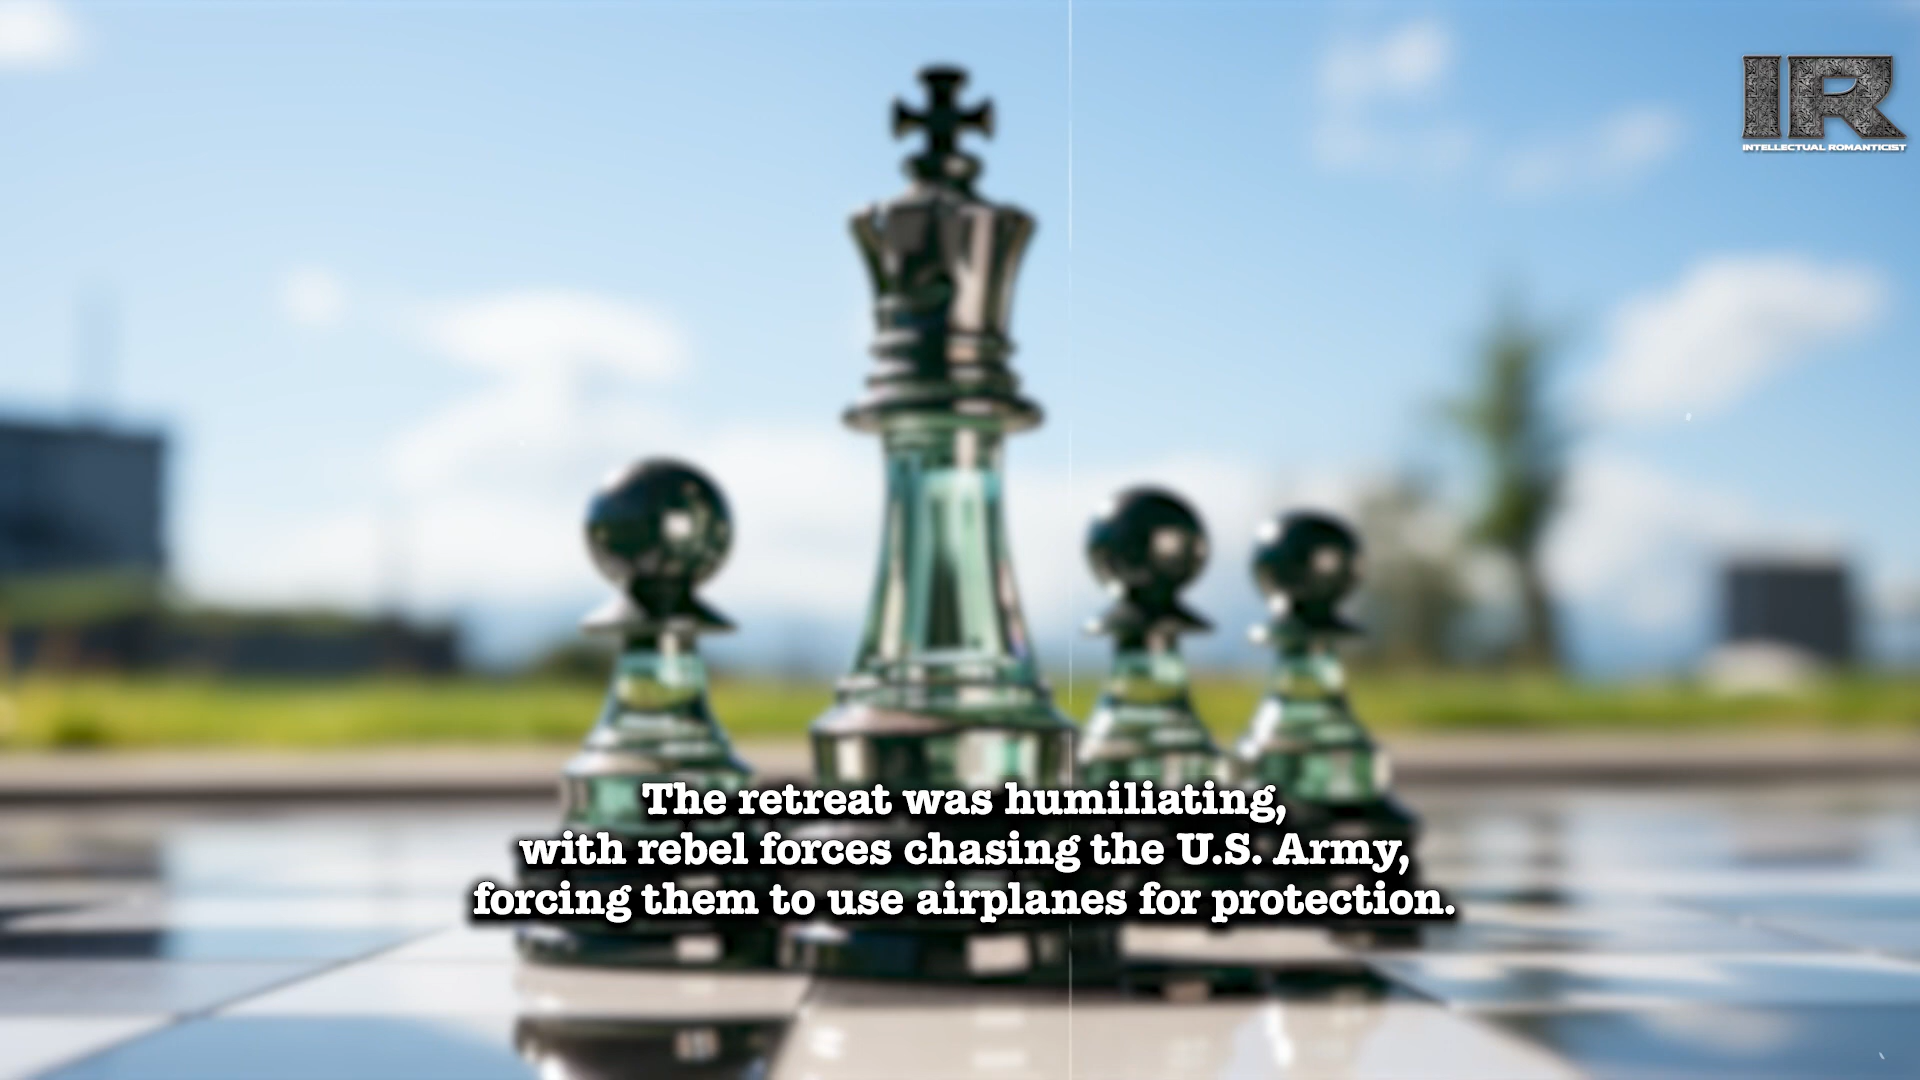 IR
INTELLECTUAL ROMANTICIST
The retreat was humiliating,
with rebel forces chasing the U.S. Army,
forcing them to use airplanes for protection.